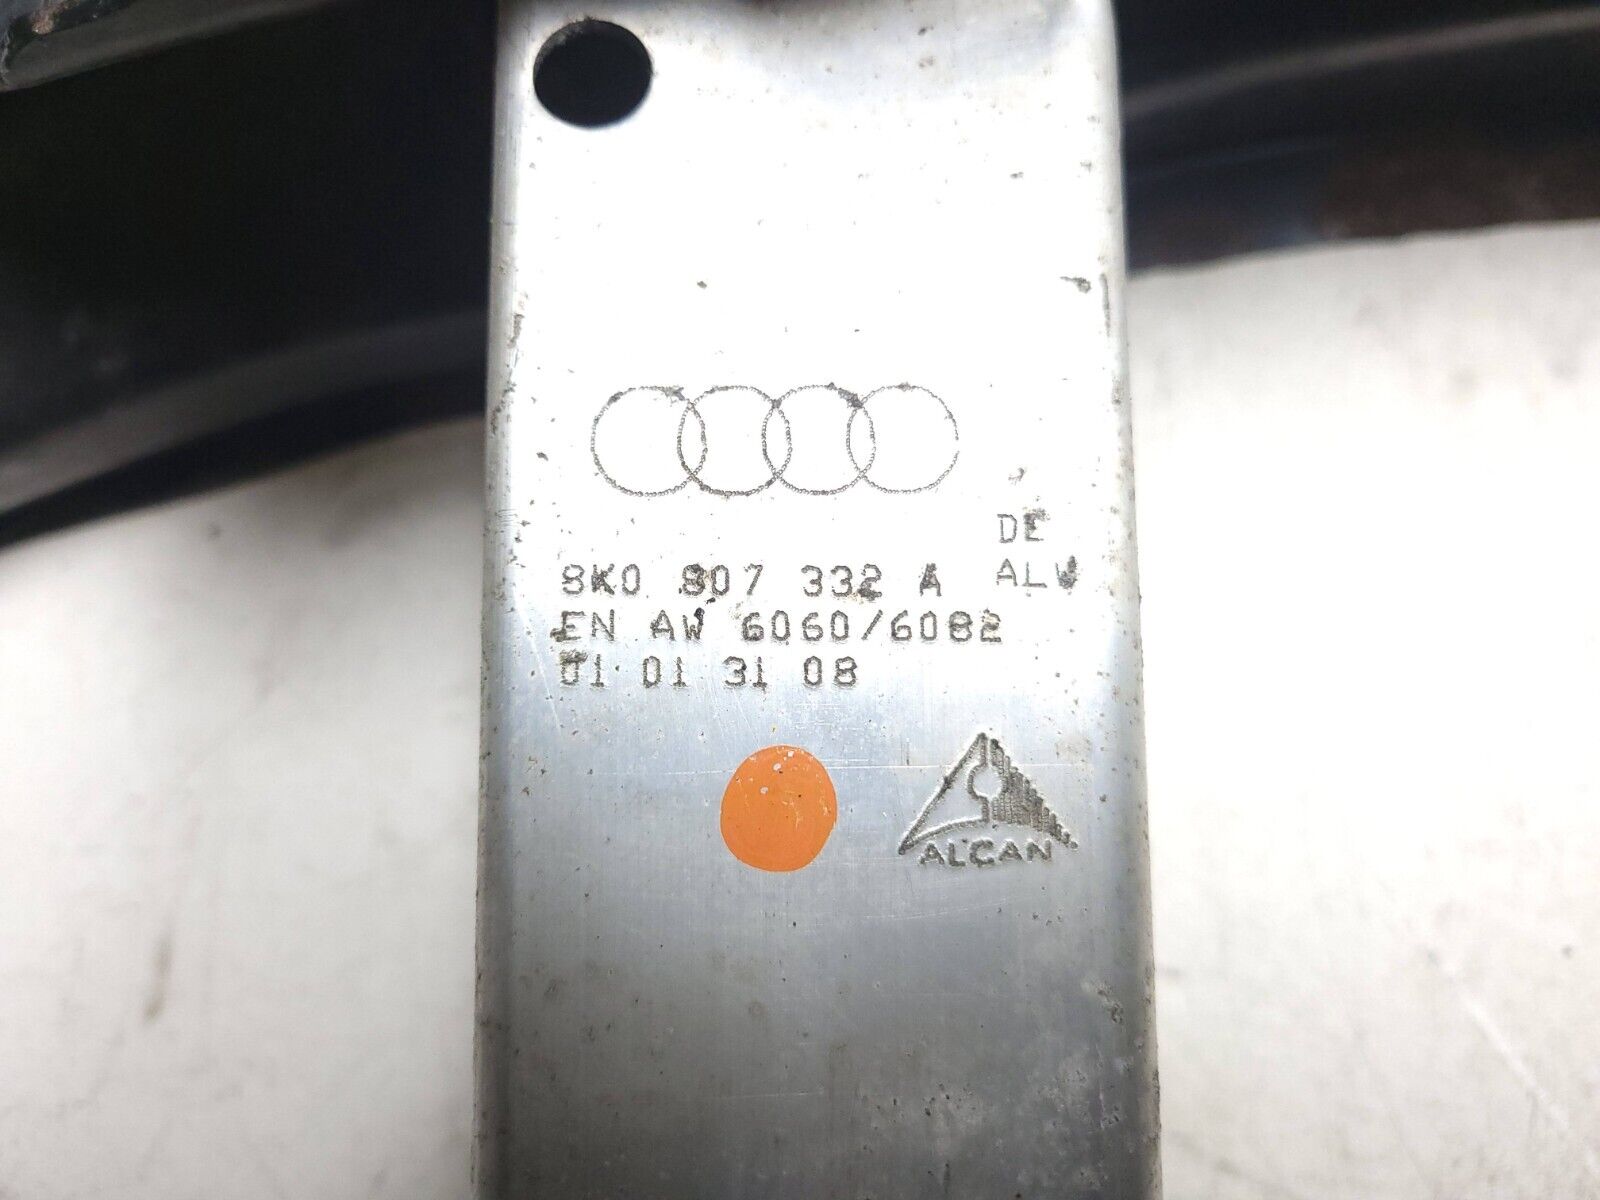 DE
8K0 807 332 A ALV
EN AW 6060/6082
01 01 31 08
ALCAN